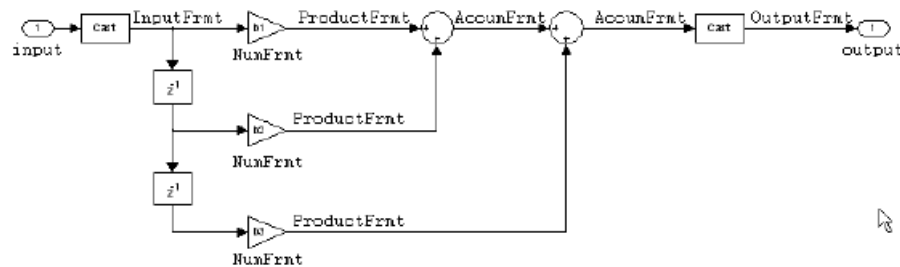 InputFrmt ProductFrmt AccumFrmt AccumFrmt OutputFrmt
1 Cast b1 Cast 1
input NumFrmt output
z-1
ProductFrmt
b2
NumFrmt
z-1
ProductFrmt
b3
NumFrmt